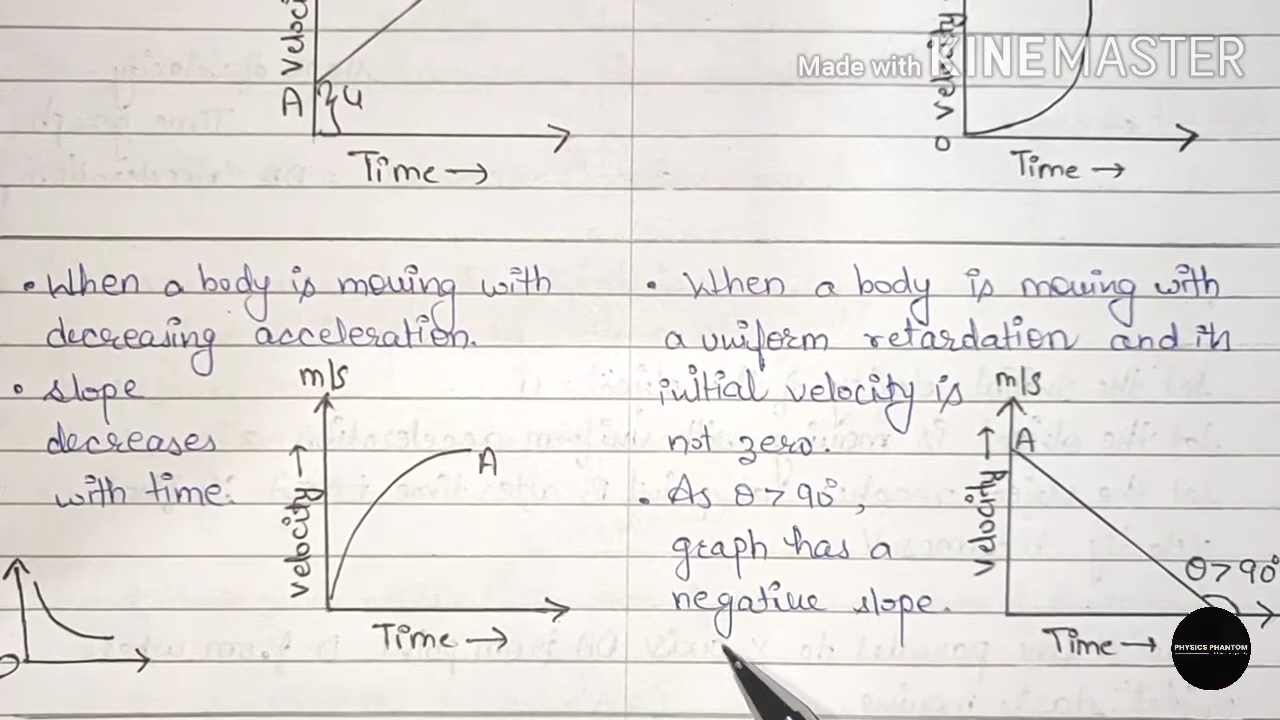 Veloci
A
u
Time →
Velocity
O
Time →
Made with KINEMASTER
• When a body is moving with
decreasing acceleration.
• slope
decreases
with time.
m/s
Velocity →
A
Time →
O
• When a body is moving with
a uniform retardation and its
initial velocity is
not zero.
• As θ > 90°,
graph has a
negative slope.
m/s
Velocity →
A
θ > 90°
Time →
PHYSICS PHANTOM